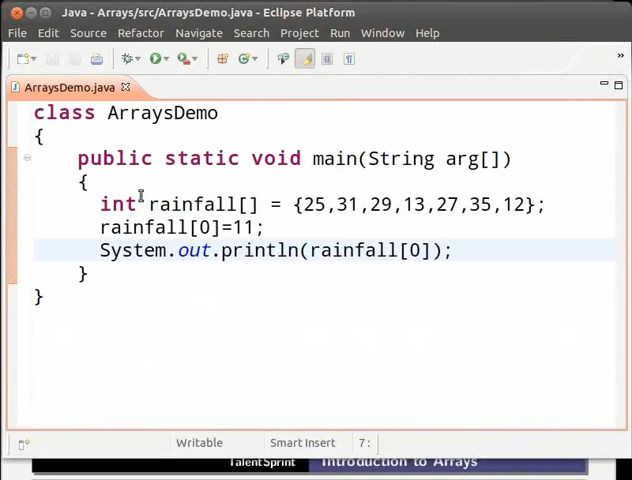 Java - Arrays/src/ArraysDemo.java - Eclipse Platform
File Edit Source Refactor Navigate Search Project Run Window Help
ArraysDemo.java
class ArraysDemo
{
public static void main(String arg[])
{
int rainfall[] = {25,31,29,13,27,35,12};
rainfall[0]=11;
System.out.println(rainfall[0]);
}
}
Writable Smart Insert 7:
TalentSprint Introduction to Arrays